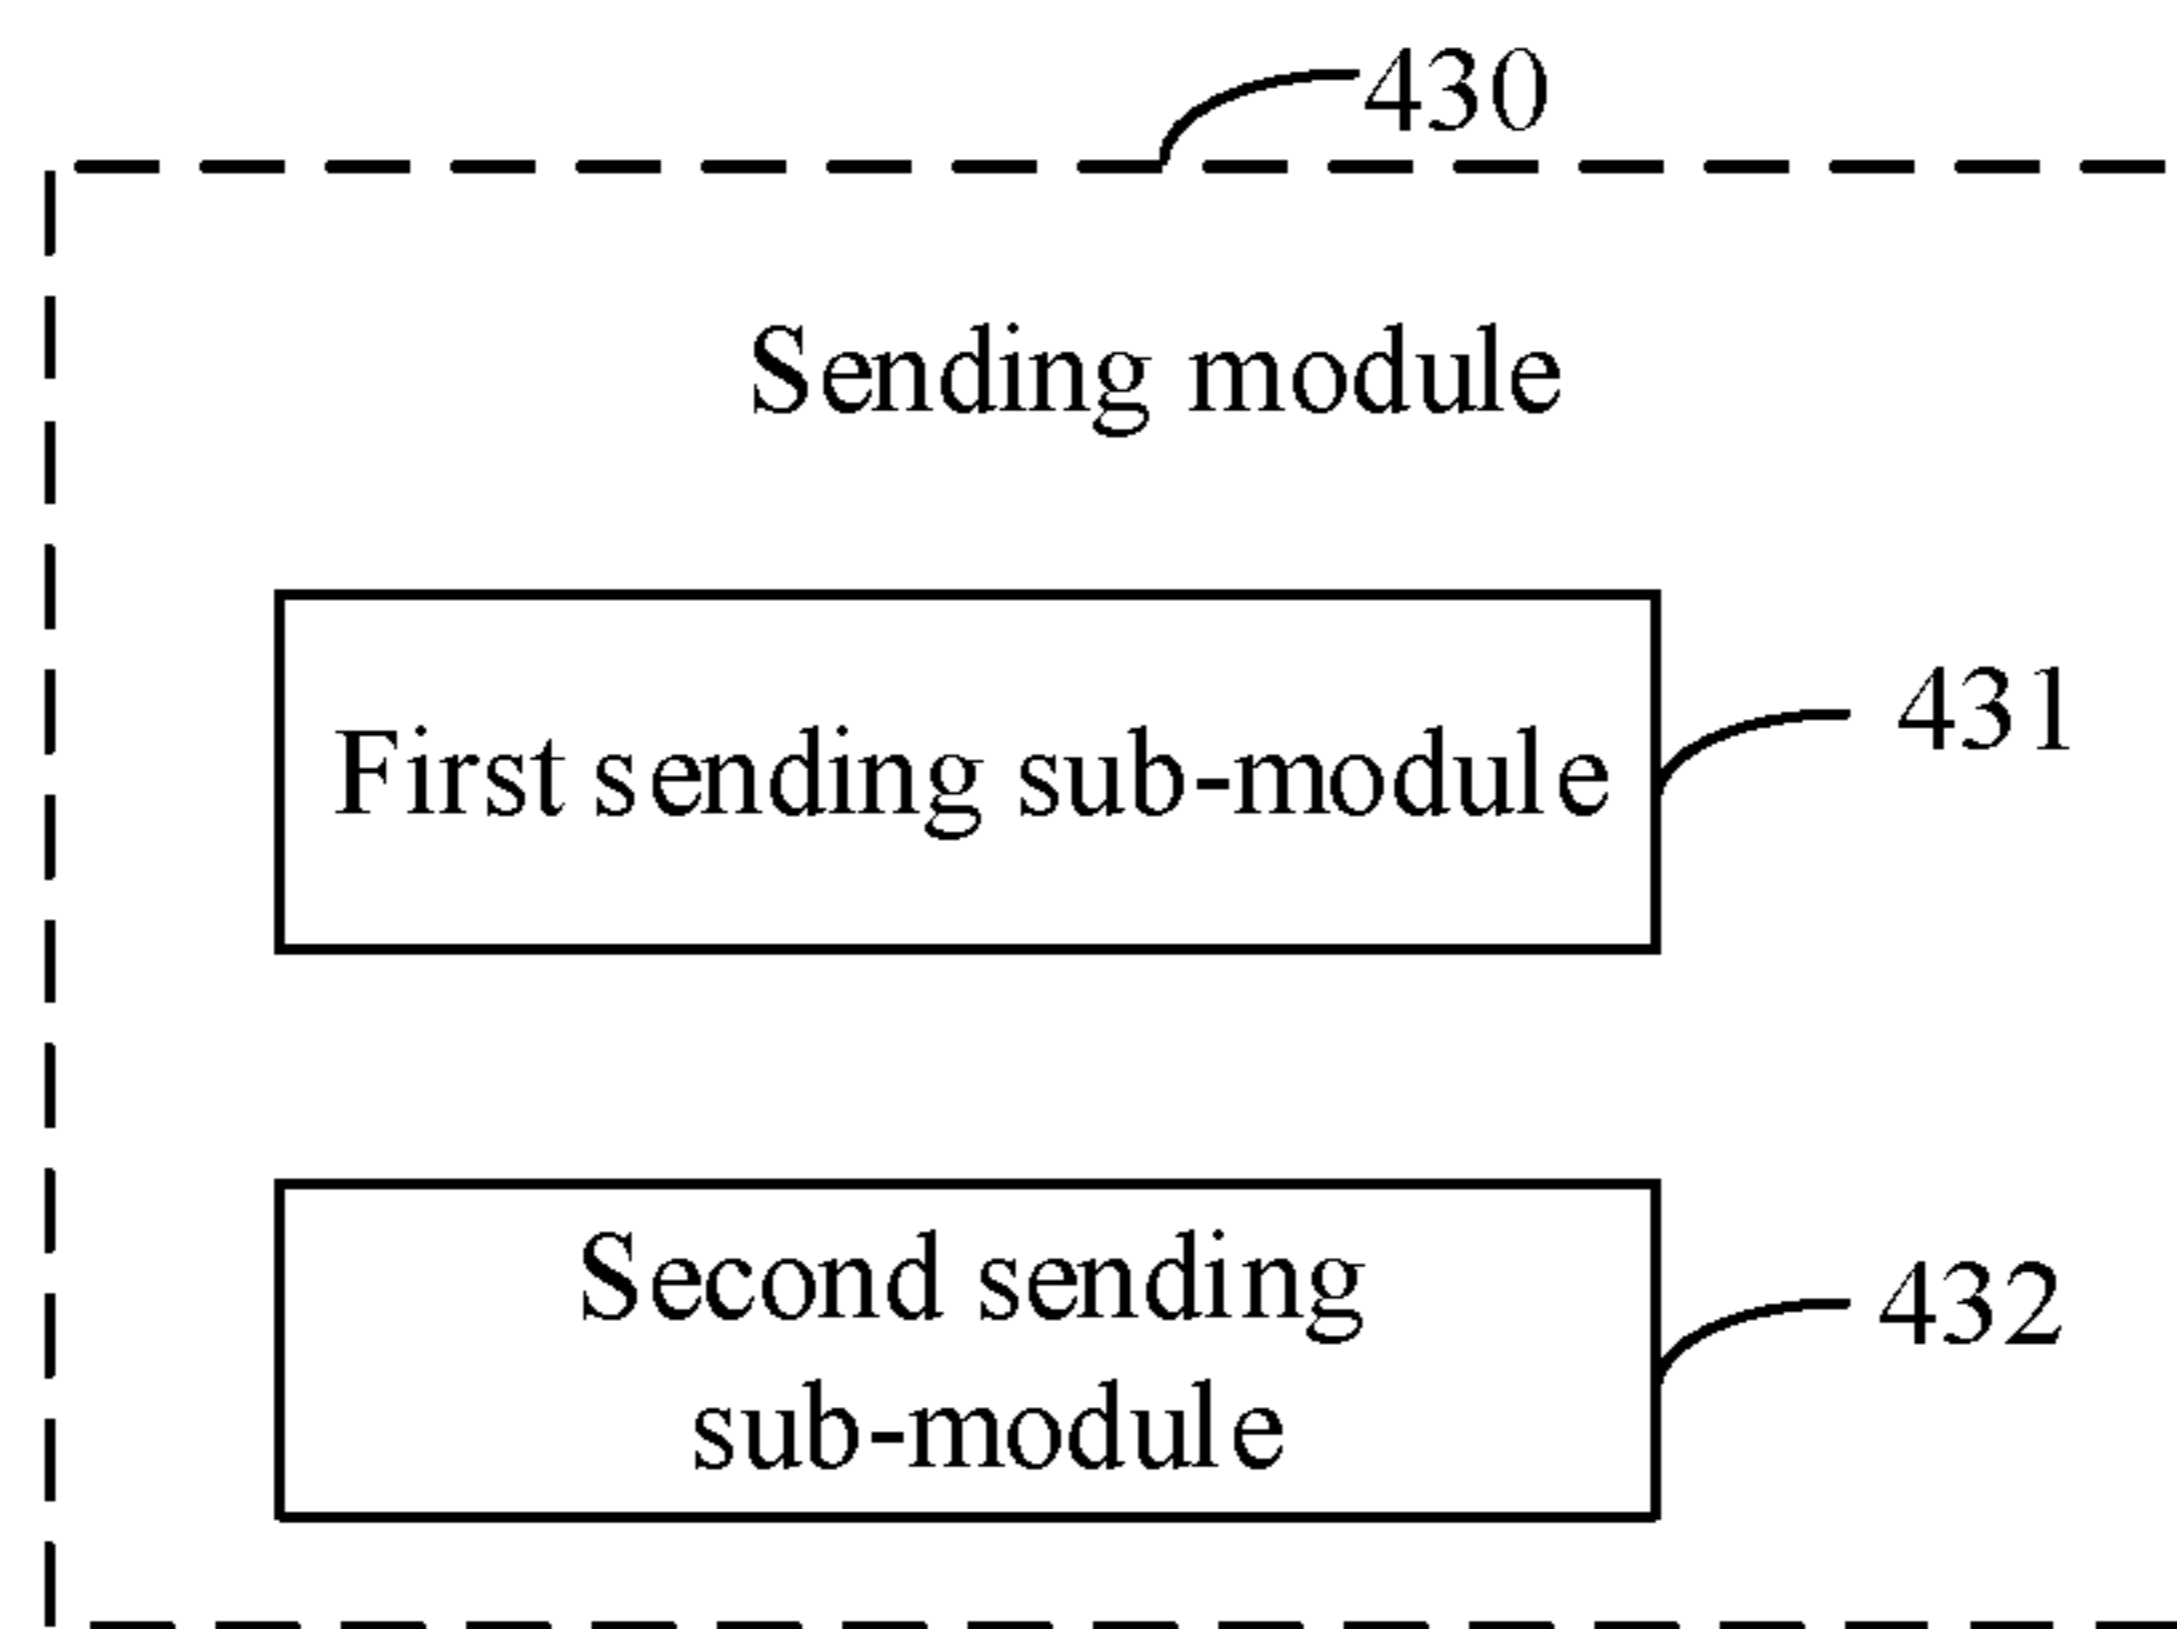 430
Sending module
First sending sub-module
431
Second sending
sub-module
432